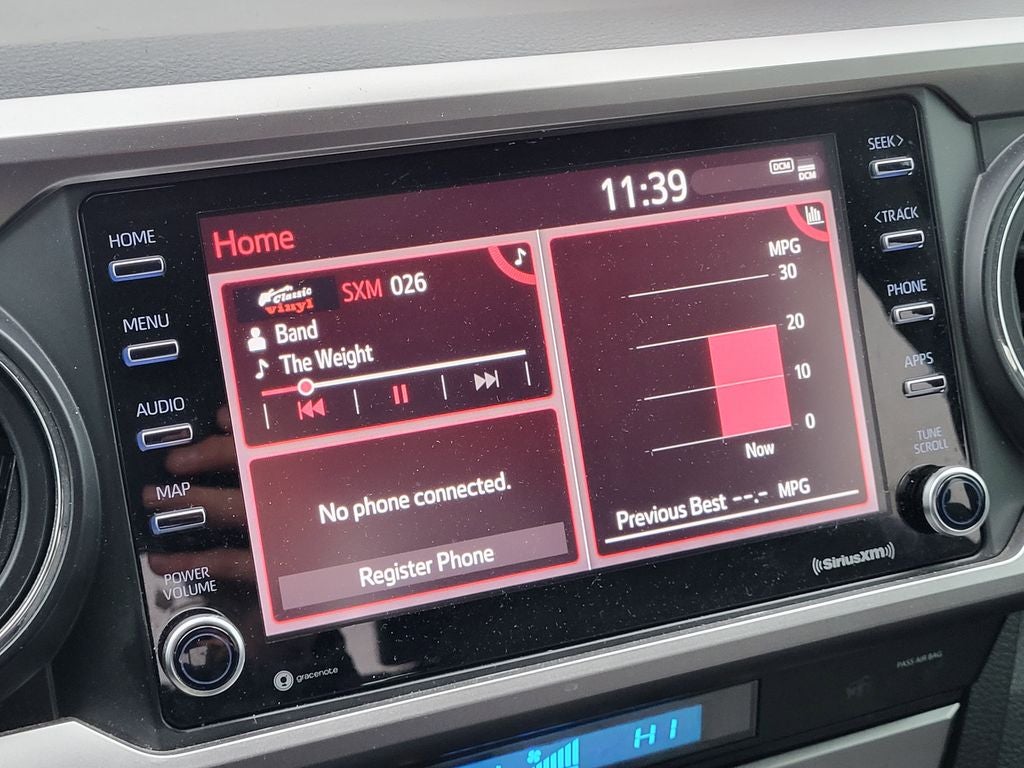 HOME
MENU
AUDIO
MAP
POWER
VOLUME
Home
11:39
DCM
DCM
Classic
vinyl
SXM 026
Band
The Weight
No phone connected.
Register Phone
MPG
30
20
10
0
Now
Previous Best --.- MPG
SEEK>
<TRACK
PHONE
APPS
TUNE
SCROLL
((SiriusXM))
gracenote
PASS AIR BAG
HI